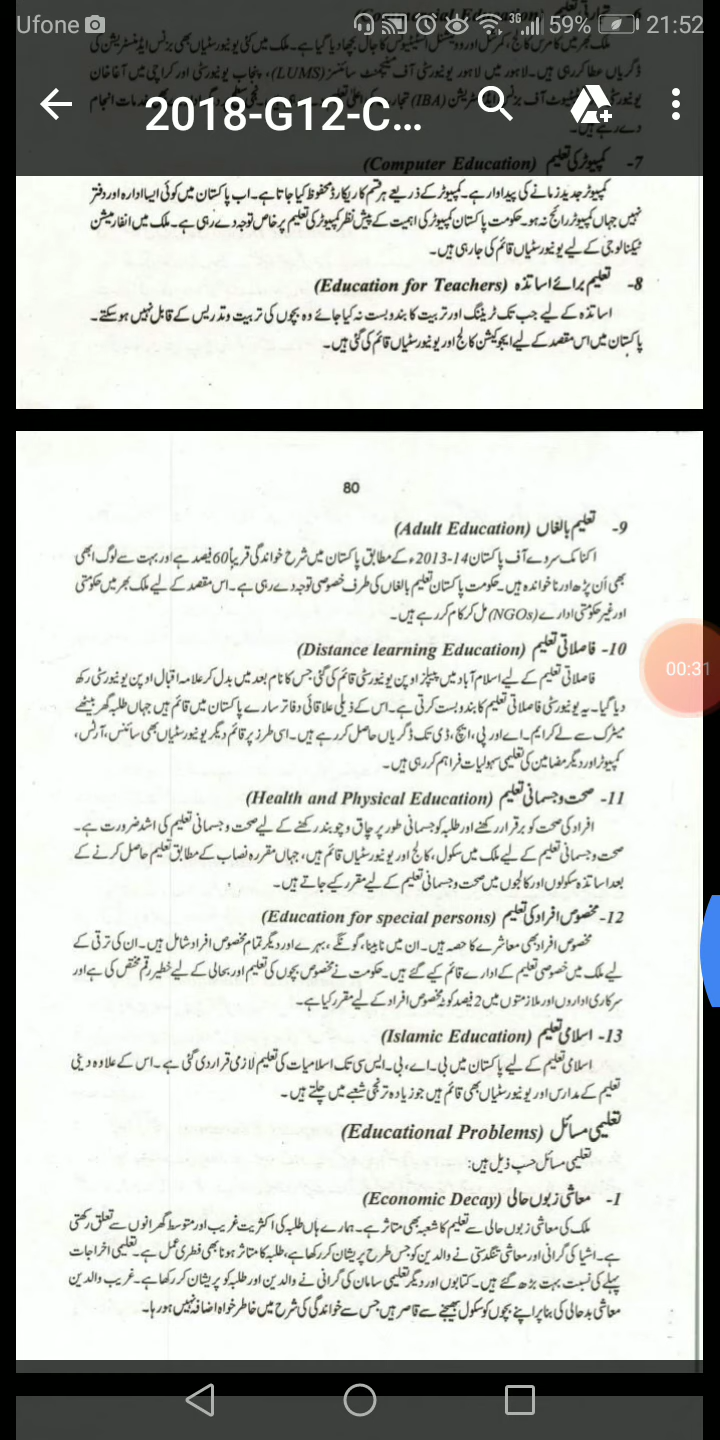 Ufone 3G 59% 21:52
6- تجارتی تعلیم (Commercial Education)
2018-G12-C...
ڈگریاں عطا کر رہی ہیں۔ لاہور میں لاہور یونیورسٹی آف مینجمنٹ سائنسز (LUMS)، پنجاب یونیورسٹی اور کراچی میں آغا خان
دے رہے ہیں۔
7- کمپیوٹر کی تعلیم (Computer Education)
کمپیوٹر جدید زمانے کی پیداوار ہے۔ کمپیوٹر کے ذریعے ہر قسم کا ریکارڈ محفوظ کیا جاتا ہے۔ اب پاکستان میں کوئی ایسا ادارہ اور دفتر
نہیں جہاں کمپیوٹر رائج نہ ہو۔ حکومت پاکستان کمپیوٹر کی اہمیت کے پیش نظر کمپیوٹر کی تعلیم پر خاص توجہ دے رہی ہے۔ ملک میں انفارمیشن
ٹیکنالوجی کے لیے یونیورسٹیاں قائم کی جا رہی ہیں۔
8- تعلیم برائے اساتذہ (Education for Teachers)
اساتذہ کے لیے جب تک ٹریننگ اور تربیت کا بندوبست نہ کیا جائے وہ بچوں کی تربیت و تدریس کے قابل نہیں ہو سکتے۔
پاکستان میں اس مقصد کے لیے ایجوکیشن کالج اور یونیورسٹیاں قائم کی گئی ہیں۔
80
9- تعلیم بالغاں (Adult Education)
اکنامک سروے آف پاکستان 14-2013ء کے مطابق پاکستان میں شرح خواندگی قریباً 60 فیصد ہے اور بہت سے لوگ ابھی
بھی اَن پڑھ اور ناخواندہ ہیں۔ حکومت پاکستان تعلیم بالغاں کی طرف خصوصی توجہ دے رہی ہے۔ اس مقصد کے لیے ملک بھر میں حکومتی
اور غیر حکومتی ادارے (NGOs) مل کر کام کر رہے ہیں۔
10- فاصلاتی تعلیم (Distance learning Education)
00:31
فاصلاتی تعلیم کے لیے اسلام آباد میں پیپلز اوپن یونیورسٹی قائم کی گئی جس کا نام بعد میں بدل کر علامہ اقبال اوپن یونیورسٹی رکھ
دیا گیا۔ یہ یونیورسٹی فاصلاتی تعلیم کا بندوبست کرتی ہے۔ اس کے ذیلی علاقائی دفاتر سارے پاکستان میں قائم ہیں جہاں طلبہ گھر بیٹھے
میٹرک سے لے کر ایم۔اے اور پی، ایچ، ڈی تک ڈگریاں حاصل کر رہے ہیں۔ اسی طرز پر قائم دیگر یونیورسٹیاں بھی سائنس، آرٹس،
کمپیوٹر اور دیگر مضامین کی تعلیمی سہولیات فراہم کر رہی ہیں۔
11- صحت و جسمانی تعلیم (Health and Physical Education)
افراد کی صحت کو برقرار رکھنے اور طلبہ کو جسمانی طور پر چاق و چوبند رکھنے کے لیے صحت و جسمانی تعلیم کی اشد ضرورت ہے۔
صحت و جسمانی تعلیم کے لیے ملک میں سکول، کالج اور یونیورسٹیاں قائم ہیں، جہاں مقررہ نصاب کے مطابق تعلیم حاصل کرنے کے
بعد اساتذہ سکولوں اور کالجوں میں صحت و جسمانی تعلیم کے لیے مقرر کیے جاتے ہیں۔
12- مخصوص افراد کی تعلیم (Education for special persons)
مخصوص افراد بھی معاشرے کا حصہ ہیں۔ ان میں نابینا، گونگے، بہرے اور دیگر تمام مخصوص افراد شامل ہیں۔ ان کی ترقی کے
لیے ملک میں خصوصی تعلیم کے ادارے قائم کیے گئے ہیں۔ حکومت نے مخصوص بچوں کی تعلیم اور بحالی کے لیے خطیر رقم مختص کی ہے اور
سرکاری اداروں اور ملازمتوں میں 2 فیصد کوٹہ مخصوص افراد کے لیے مقرر کیا ہے۔
13- اسلامی تعلیم (Islamic Education)
اسلامی تعلیم کے لیے پاکستان میں بی۔اے، بی۔ایس سی تک اسلامیات کی تعلیم لازمی قرار دی گئی ہے۔ اس کے علاوہ دینی
تعلیم کے مدارس اور یونیورسٹیاں بھی قائم ہیں جو زیادہ تر نجی شعبے میں چلتے ہیں۔
تعلیمی مسائل (Educational Problems)
تعلیمی مسائل حسب ذیل ہیں:
1- معاشی زبوں حالی (Economic Decay)
ملک کی معاشی زبوں حالی سے تعلیم کا شعبہ بھی متاثر ہے۔ ہمارے ہاں طلبہ کی اکثریت غریب اور متوسط گھرانوں سے تعلق رکھتی
ہے۔ اشیا کی گرانی اور معاشی تنگدستی نے والدین کو جس طرح پریشان کر رکھا ہے، طلبہ کا متاثر ہونا بھی فطری عمل ہے۔ تعلیمی اخراجات
پہلے کی نسبت بہت بڑھ گئے ہیں۔ کتابوں اور دیگر تعلیمی سامان کی گرانی نے والدین اور طلبہ کو پریشان کر رکھا ہے۔ غریب والدین
معاشی بدحالی کی بنا پر اپنے بچوں کو سکول بھیجنے سے قاصر ہیں جس سے خواندگی کی شرح میں خاطر خواہ اضافہ نہیں ہو رہا۔